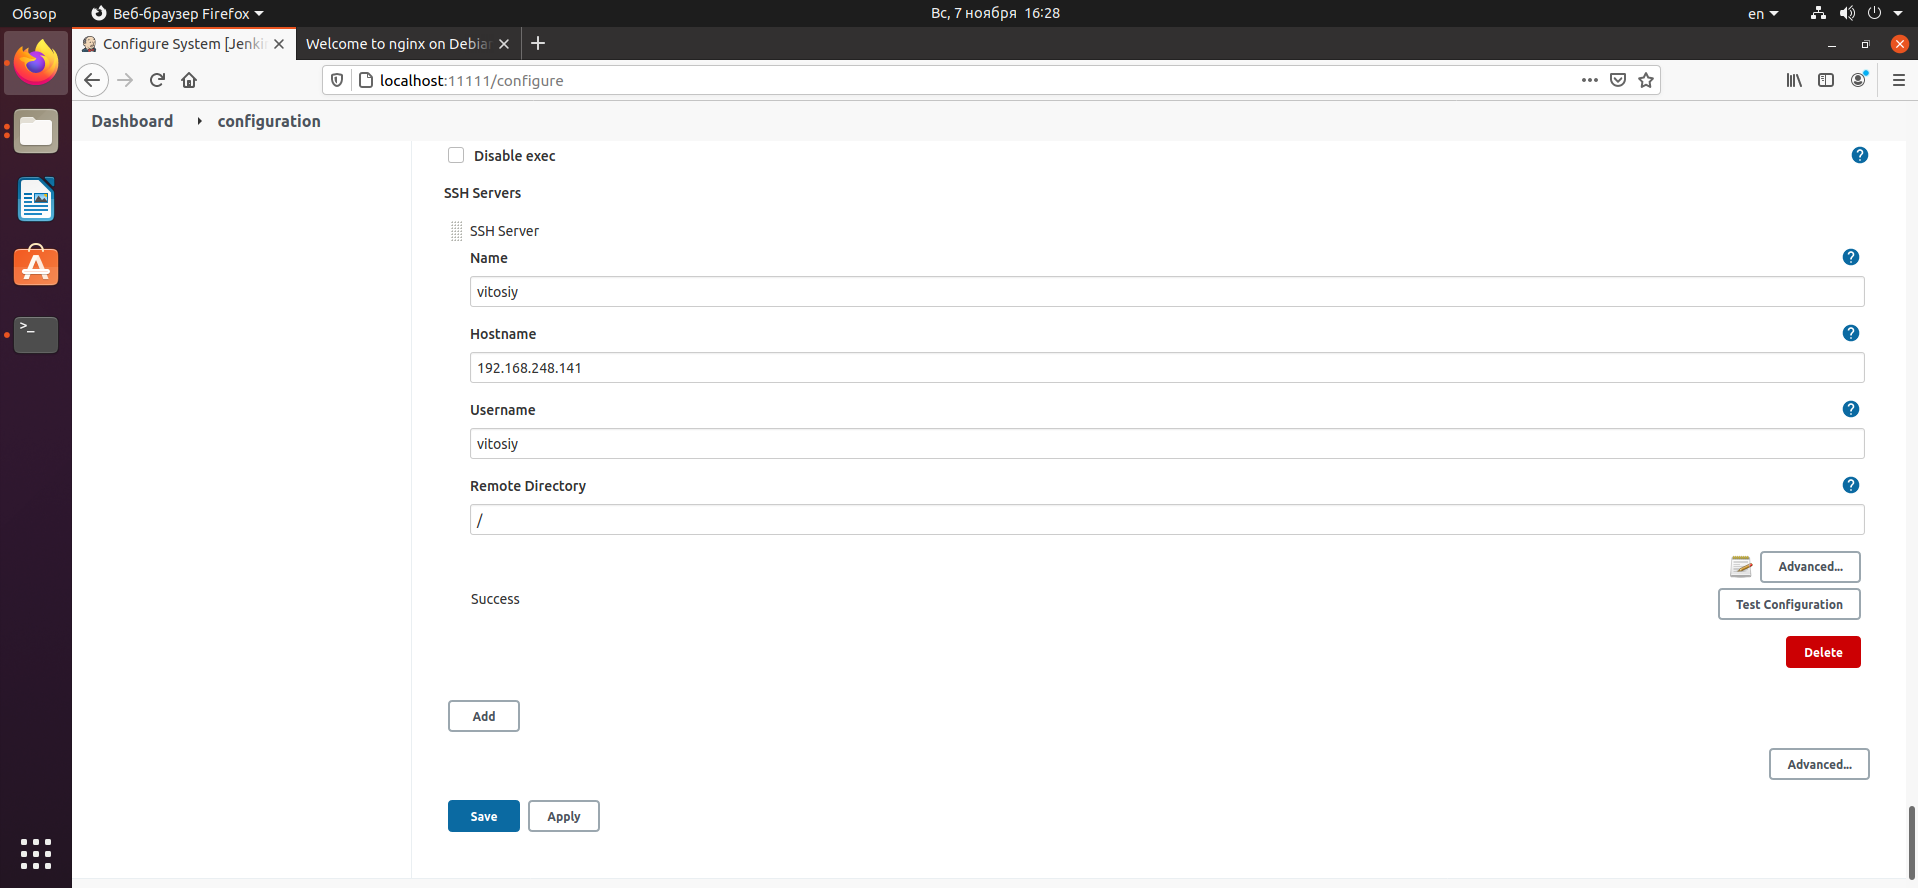 Обзор Веб-браузер Firefox Вс, 7 ноября 16:28 en
Configure System [Jenki Welcome to nginx on Debia
localhost:11111/configure
Dashboard configuration
Disable exec
SSH Servers
SSH Server
Name
vitosiy
Hostname
192.168.248.141
Username
vitosiy
Remote Directory
/
Advanced...
Success
Test Configuration
Delete
Add
Advanced...
Save Apply